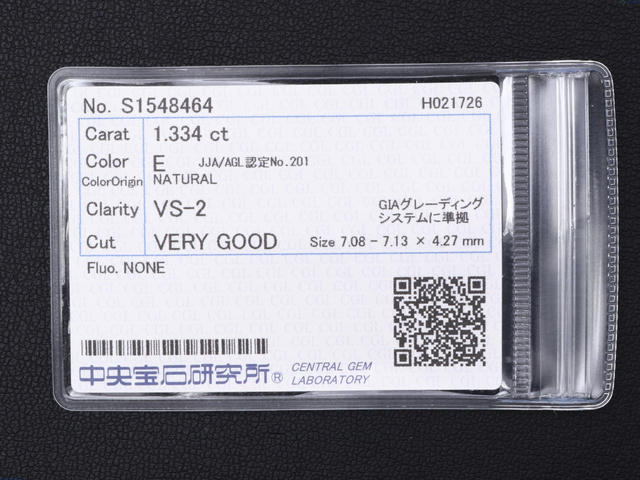 No. S1548464 H021726
Carat 1.334 ct
Color E JJA/AGL認定No.201
ColorOrigin NATURAL
Clarity VS-2 GIAグレーディング
システムに準拠
Cut VERY GOOD Size 7.08 - 7.13 × 4.27 mm
Fluo. NONE
中央宝石研究所® CENTRAL GEM
LABORATORY